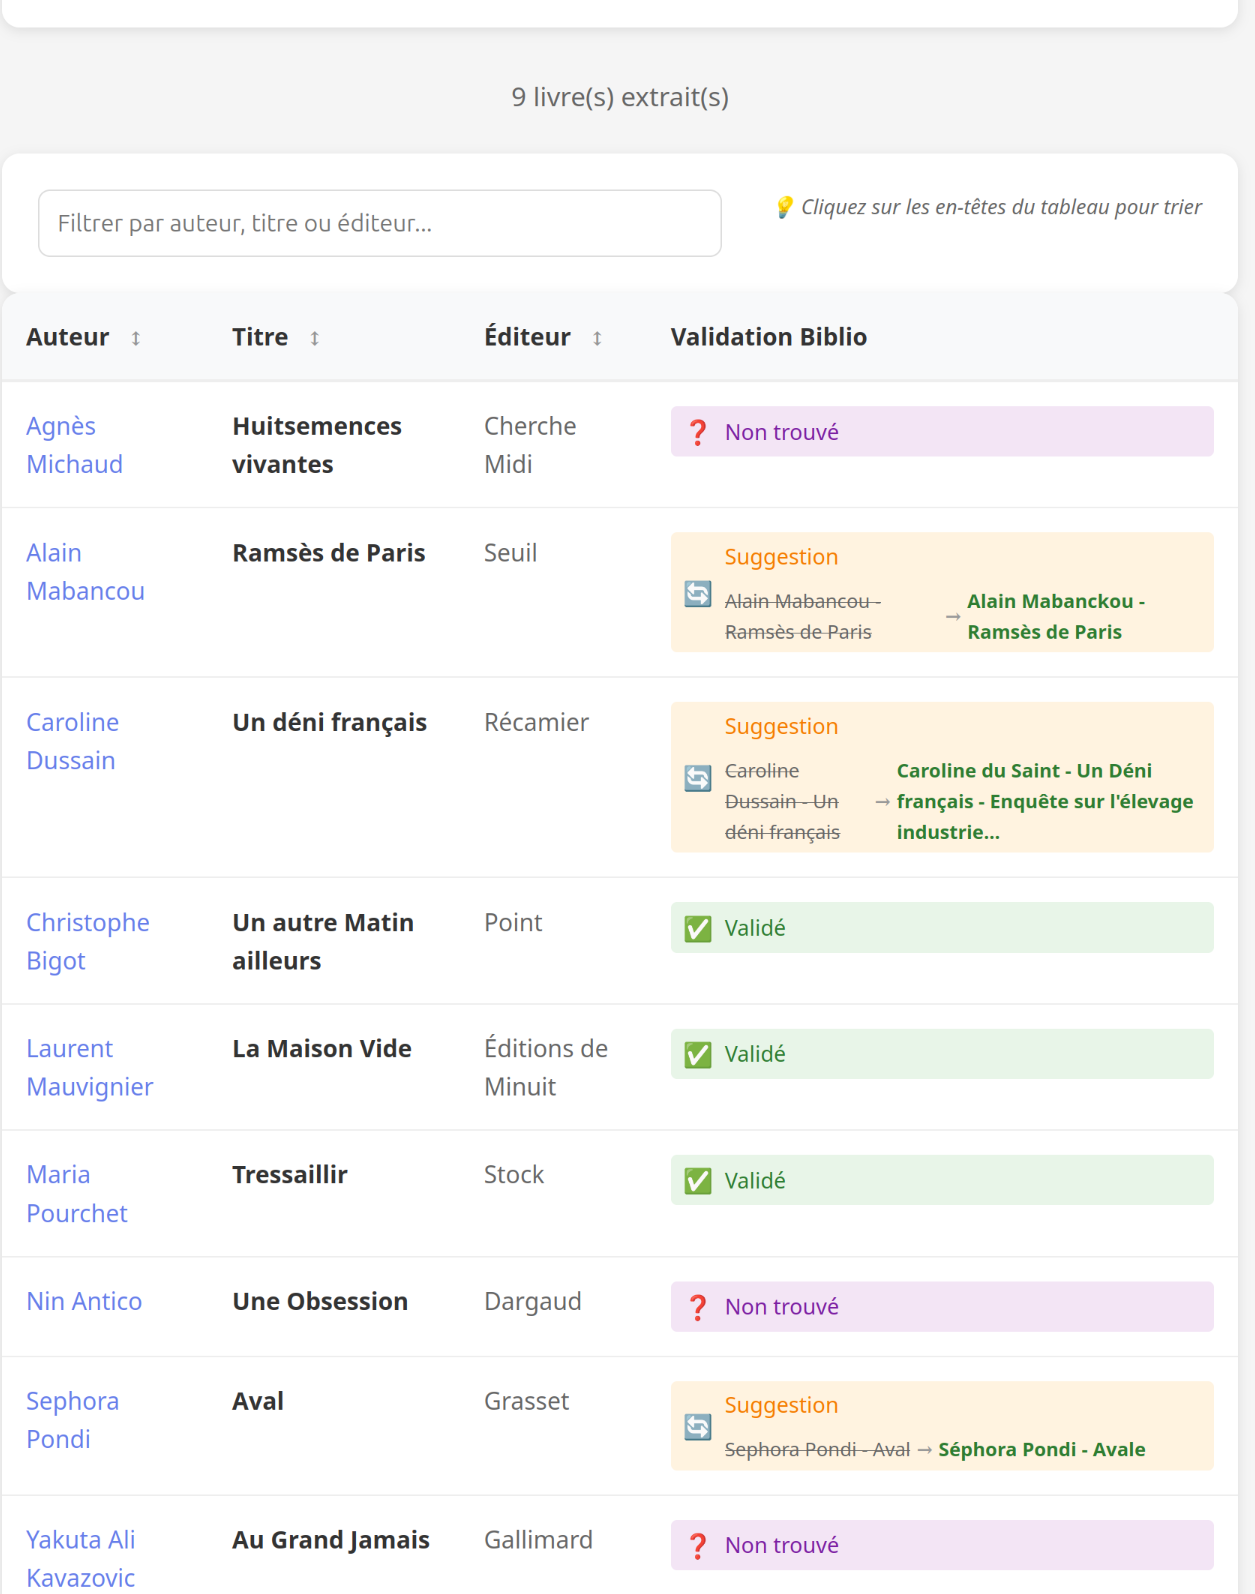 9 livre(s) extrait(s)
Filtrer par auteur, titre ou éditeur...
💡 Cliquez sur les en-têtes du tableau pour trier
Auteur ↕ Titre ↕ Éditeur ↕ Validation Biblio
Agnès
Michaud
Huitsemences
vivantes
Cherche
Midi
❓ Non trouvé
Alain
Mabancou
Ramsès de Paris
Seuil
🔄 Suggestion
Alain Mabancou -
Ramsès de Paris
→
Alain Mabanckou -
Ramsès de Paris
Caroline
Dussain
Un déni français
Récamier
🔄 Suggestion
Caroline
Dussain - Un
déni français
→
Caroline du Saint - Un Déni
français - Enquête sur l'élevage
industrie...
Christophe
Bigot
Un autre Matin
ailleurs
Point
✅ Validé
Laurent
Mauvignier
La Maison Vide
Éditions de
Minuit
✅ Validé
Maria
Pourchet
Tressaillir
Stock
✅ Validé
Nin Antico
Une Obsession
Dargaud
❓ Non trouvé
Sephora
Pondi
Aval
Grasset
🔄 Suggestion
Sephora Pondi - Aval → Séphora Pondi - Avale
Yakuta Ali
Kavazovic
Au Grand Jamais
Gallimard
❓ Non trouvé